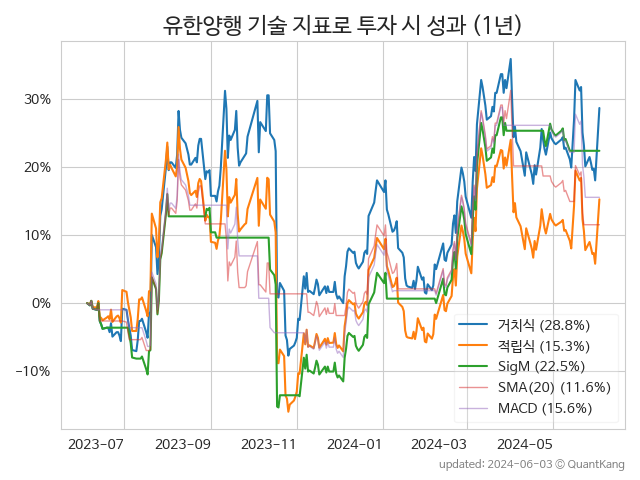 유한양행 기술 지표로 투자 시 성과 (1년)
30%
20%
10%
0%
−10%
거치식 (28.8%)
적립식 (15.3%)
SigM (22.5%)
SMA(20) (11.6%)
MACD (15.6%)
2023-07 2023-09 2023-11 2024-01 2024-03 2024-05
updated: 2024-06-03 © QuantKang